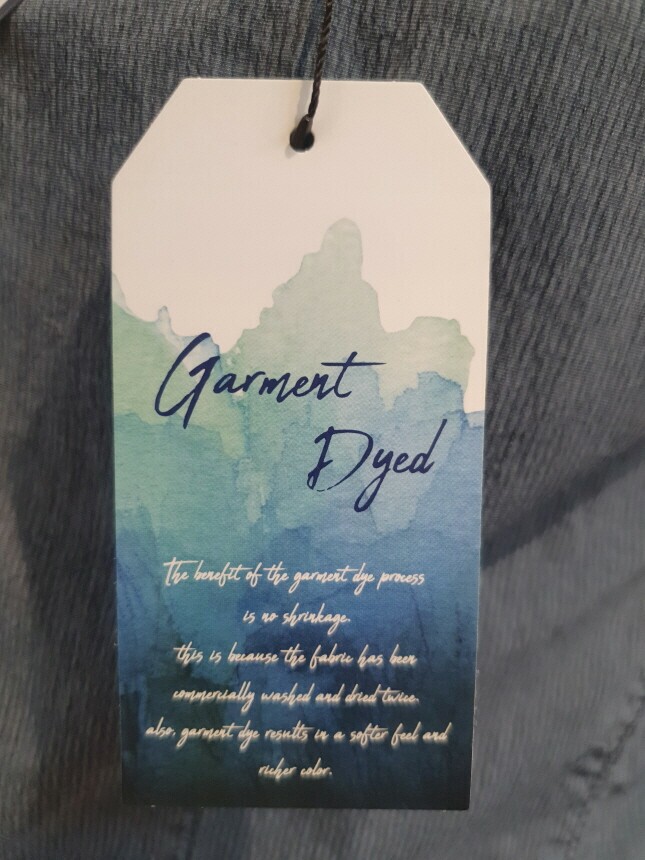 Garment
Dyed
The benefit of the garment dye process
is no shrinkage.
this is because the fabric has been
commercially washed and dried twice.
also, garment dye results in a softer feel and
richer color.